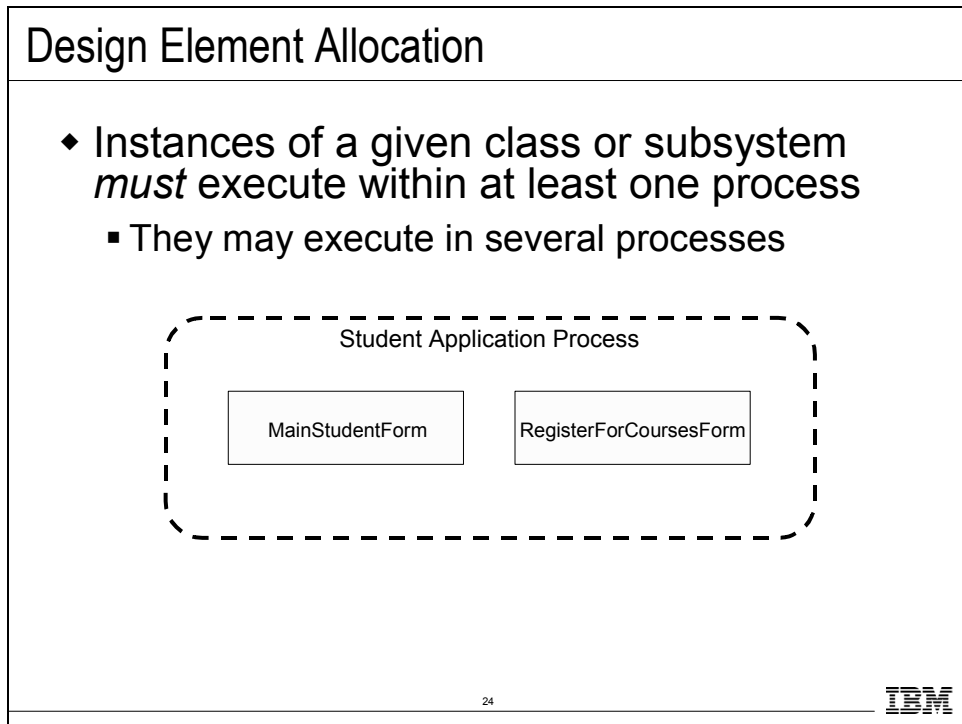 Design Element Allocation
◆ Instances of a given class or subsystem
must execute within at least one process
▪ They may execute in several processes
Student Application Process
MainStudentForm
RegisterForCoursesForm
24
IBM